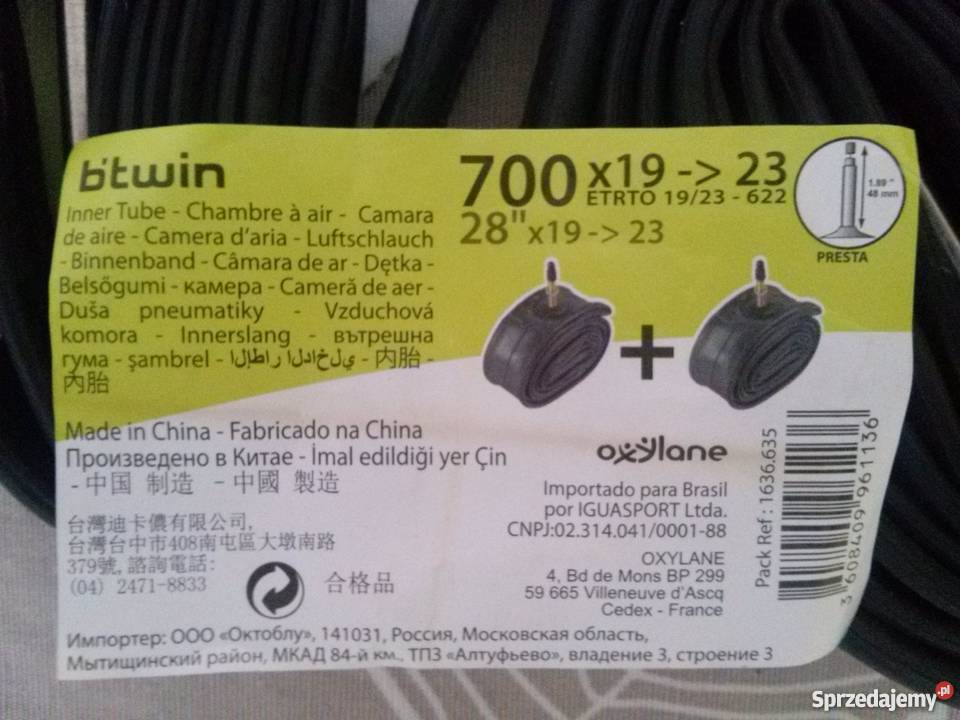 b'twin
Inner Tube - Chambre à air - Camara
de aire - Camera d'aria - Luftschlauch
- Binnenband - Câmara de ar - Dętka -
Belsőgumi - камера - Cameră de aer -
Duša pneumatiky - Vzduchová
komora - Innerslang - вътрешна
гума - şambrel - الإطار الداخلي - 内胎 -
內胎
700 x19 -> 23
ETRTO 19/23 - 622
28" x19 -> 23
1.89 "
48 mm
PRESTA
+
Made in China - Fabricado na China
Произведено в Китае - İmal edildiği yer Çin
- 中国 制造 - 中國 製造
台灣迪卡儂有限公司,
台灣台中市408南屯區大墩南路
379號, 諮詢電話:
(04) 2471-8833
合格品
oxylane
Importado para Brasil
por IGUASPORT Ltda.
CNPJ:02.314.041/0001-88
OXYLANE
4, Bd de Mons BP 299
59 665 Villeneuve d'Ascq
Cedex - France
Pack Ref : 1636.635
3 608409 961136
Импортер: ООО «Октоблу», 141031, Россия, Московская область,
Мытищинский район, МКАД 84-й км., ТПЗ «Алтуфьево», владение 3, строение 3
Sprzedajemy.pl